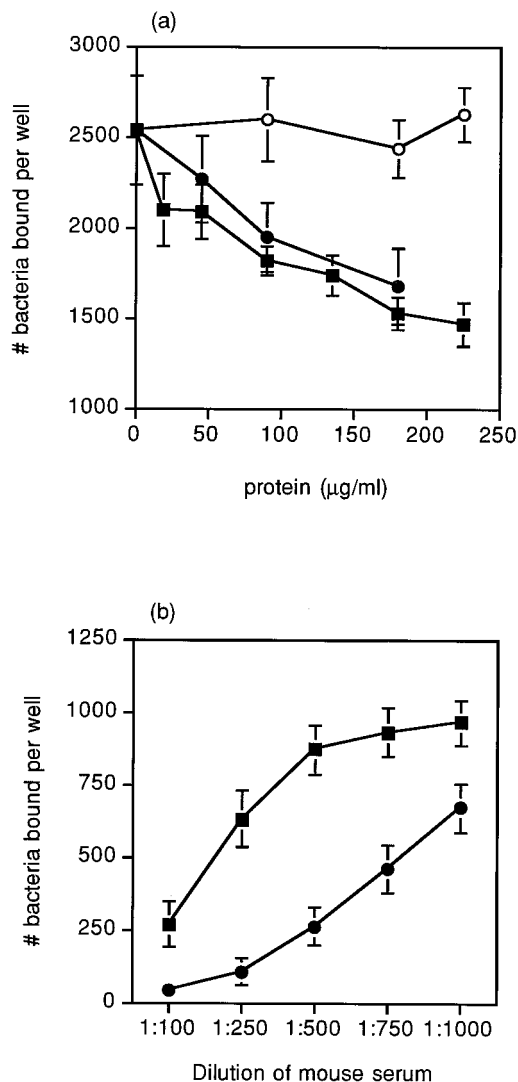 (a)
3000
2500
2000
1500
1000
# bacteria bound per well
0 50 100 150 200 250
protein (µg/ml)
(b)
1250
1000
750
500
250
0
# bacteria bound per well
1:100 1:250 1:500 1:750 1:1000
Dilution of mouse serum